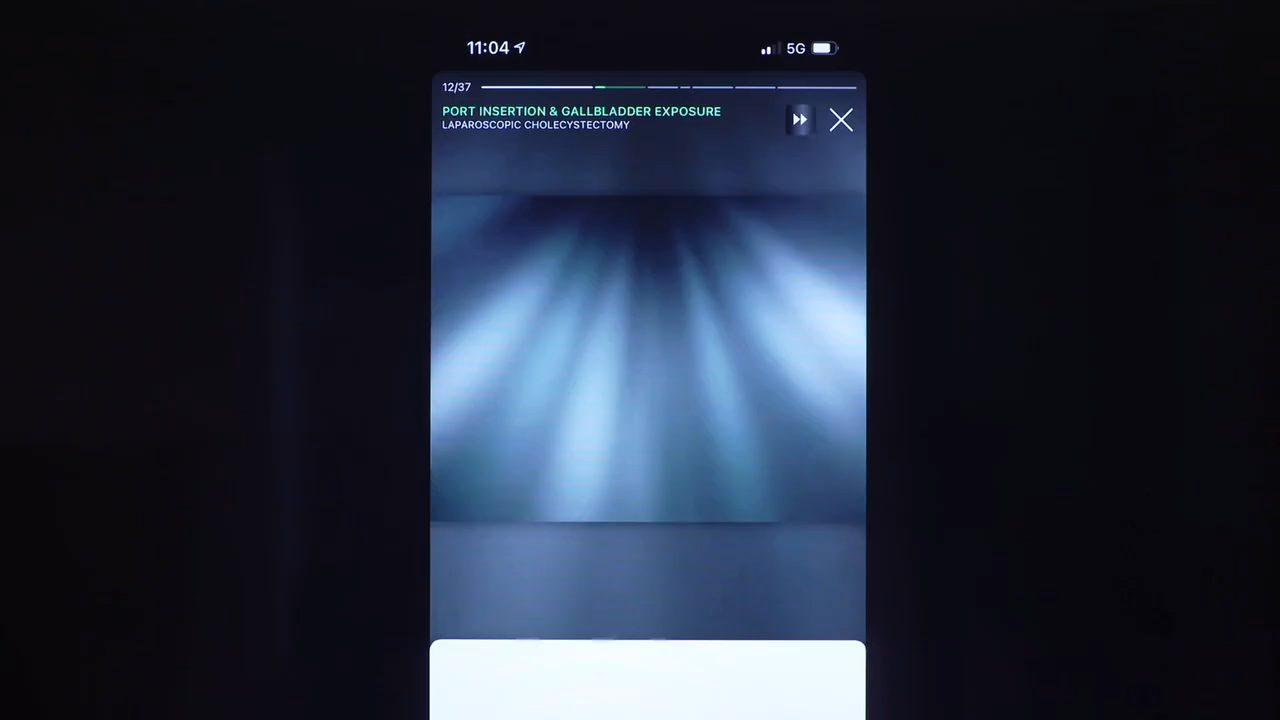 11:04 5G
12/37
PORT INSERTION & GALLBLADDER EXPOSURE
LAPAROSCOPIC CHOLECYSTECTOMY